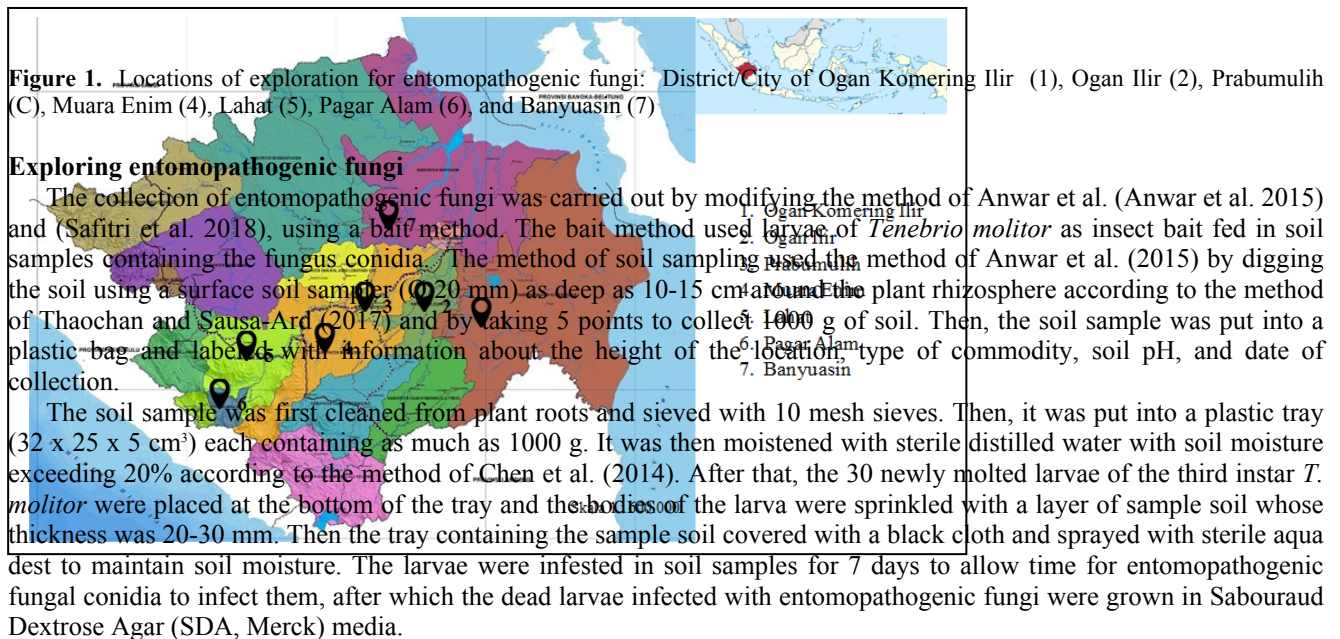 Figure 1. Locations of exploration for entomopathogenic fungi: District/City of Ogan Komering Ilir (1), Ogan Ilir (2), Prabumulih
(C), Muara Enim (4), Lahat (5), Pagar Alam (6), and Banyuasin (7)
PROVINSI BANGKA-BELITUNG
Exploring entomopathogenic fungi
The collection of entomopathogenic fungi was carried out by modifying the method of Anwar et al. (Anwar et al. 2015)
and (Safitri et al. 2018), using a bait method. The bait method used larvae of Tenebrio molitor as insect bait fed in soil
samples containing the fungus conidia. The method of soil sampling used the method of Anwar et al. (2015) by digging
the soil using a surface soil sampler (Ø 20 mm) as deep as 10-15 cm around the plant rhizosphere according to the method
of Thaochan and Sausa-Ard (2017) and by taking 5 points to collect 1000 g of soil. Then, the soil sample was put into a
plastic bag and labeled with information about the height of the location, type of commodity, soil pH, and date of
collection.
The soil sample was first cleaned from plant roots and sieved with 10 mesh sieves. Then, it was put into a plastic tray
(32 x 25 x 5 cm³) each containing as much as 1000 g. It was then moistened with sterile distilled water with soil moisture
exceeding 20% according to the method of Chen et al. (2014). After that, the 30 newly molted larvae of the third instar T.
molitor were placed at the bottom of the tray and the bodies of the larva were sprinkled with a layer of sample soil whose
thickness was 20-30 mm. Then the tray containing the sample soil covered with a black cloth and sprayed with sterile aqua
dest to maintain soil moisture. The larvae were infested in soil samples for 7 days to allow time for entomopathogenic
fungal conidia to infect them, after which the dead larvae infected with entomopathogenic fungi were grown in Sabouraud
Dextrose Agar (SDA, Merck) media.
1. Ogan Komering Ilir
2. Ogan Ilir
3. Prabumulih
4. Muara Enim
5. Lahat
6. Pagar Alam
7. Banyuasin
7
3
2
1
4
5
6